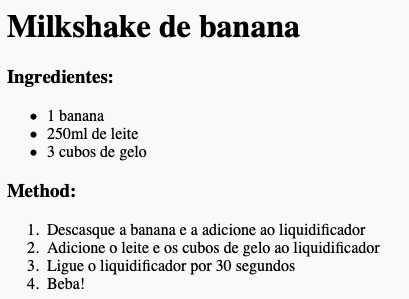 Milkshake de banana
Ingredientes:
• 1 banana
• 250ml de leite
• 3 cubos de gelo
Method:
1. Descasque a banana e a adicione ao liquidificador
2. Adicione o leite e os cubos de gelo ao liquidificador
3. Ligue o liquidificador por 30 segundos
4. Beba!